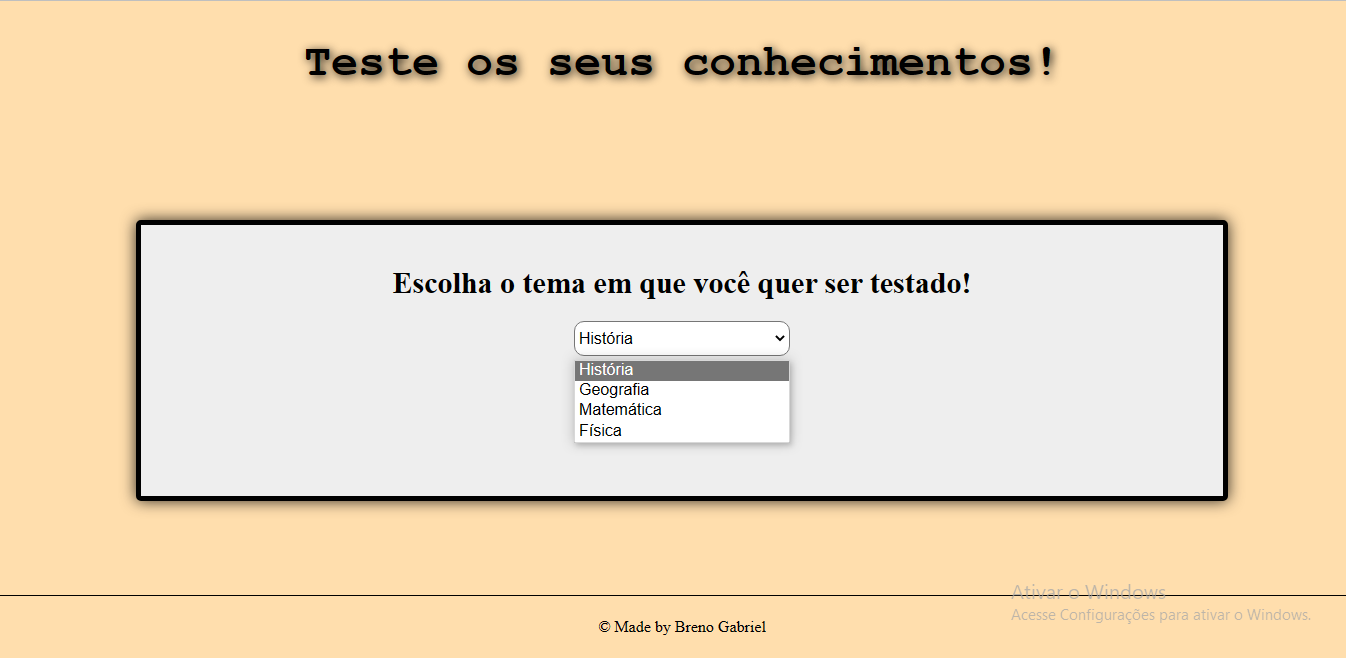 Teste os seus conhecimentos!
Escolha o tema em que você quer ser testado!
História
História
Geografia
Matemática
Física
Ativar o Windows
Acesse Configurações para ativar o Windows.
© Made by Breno Gabriel